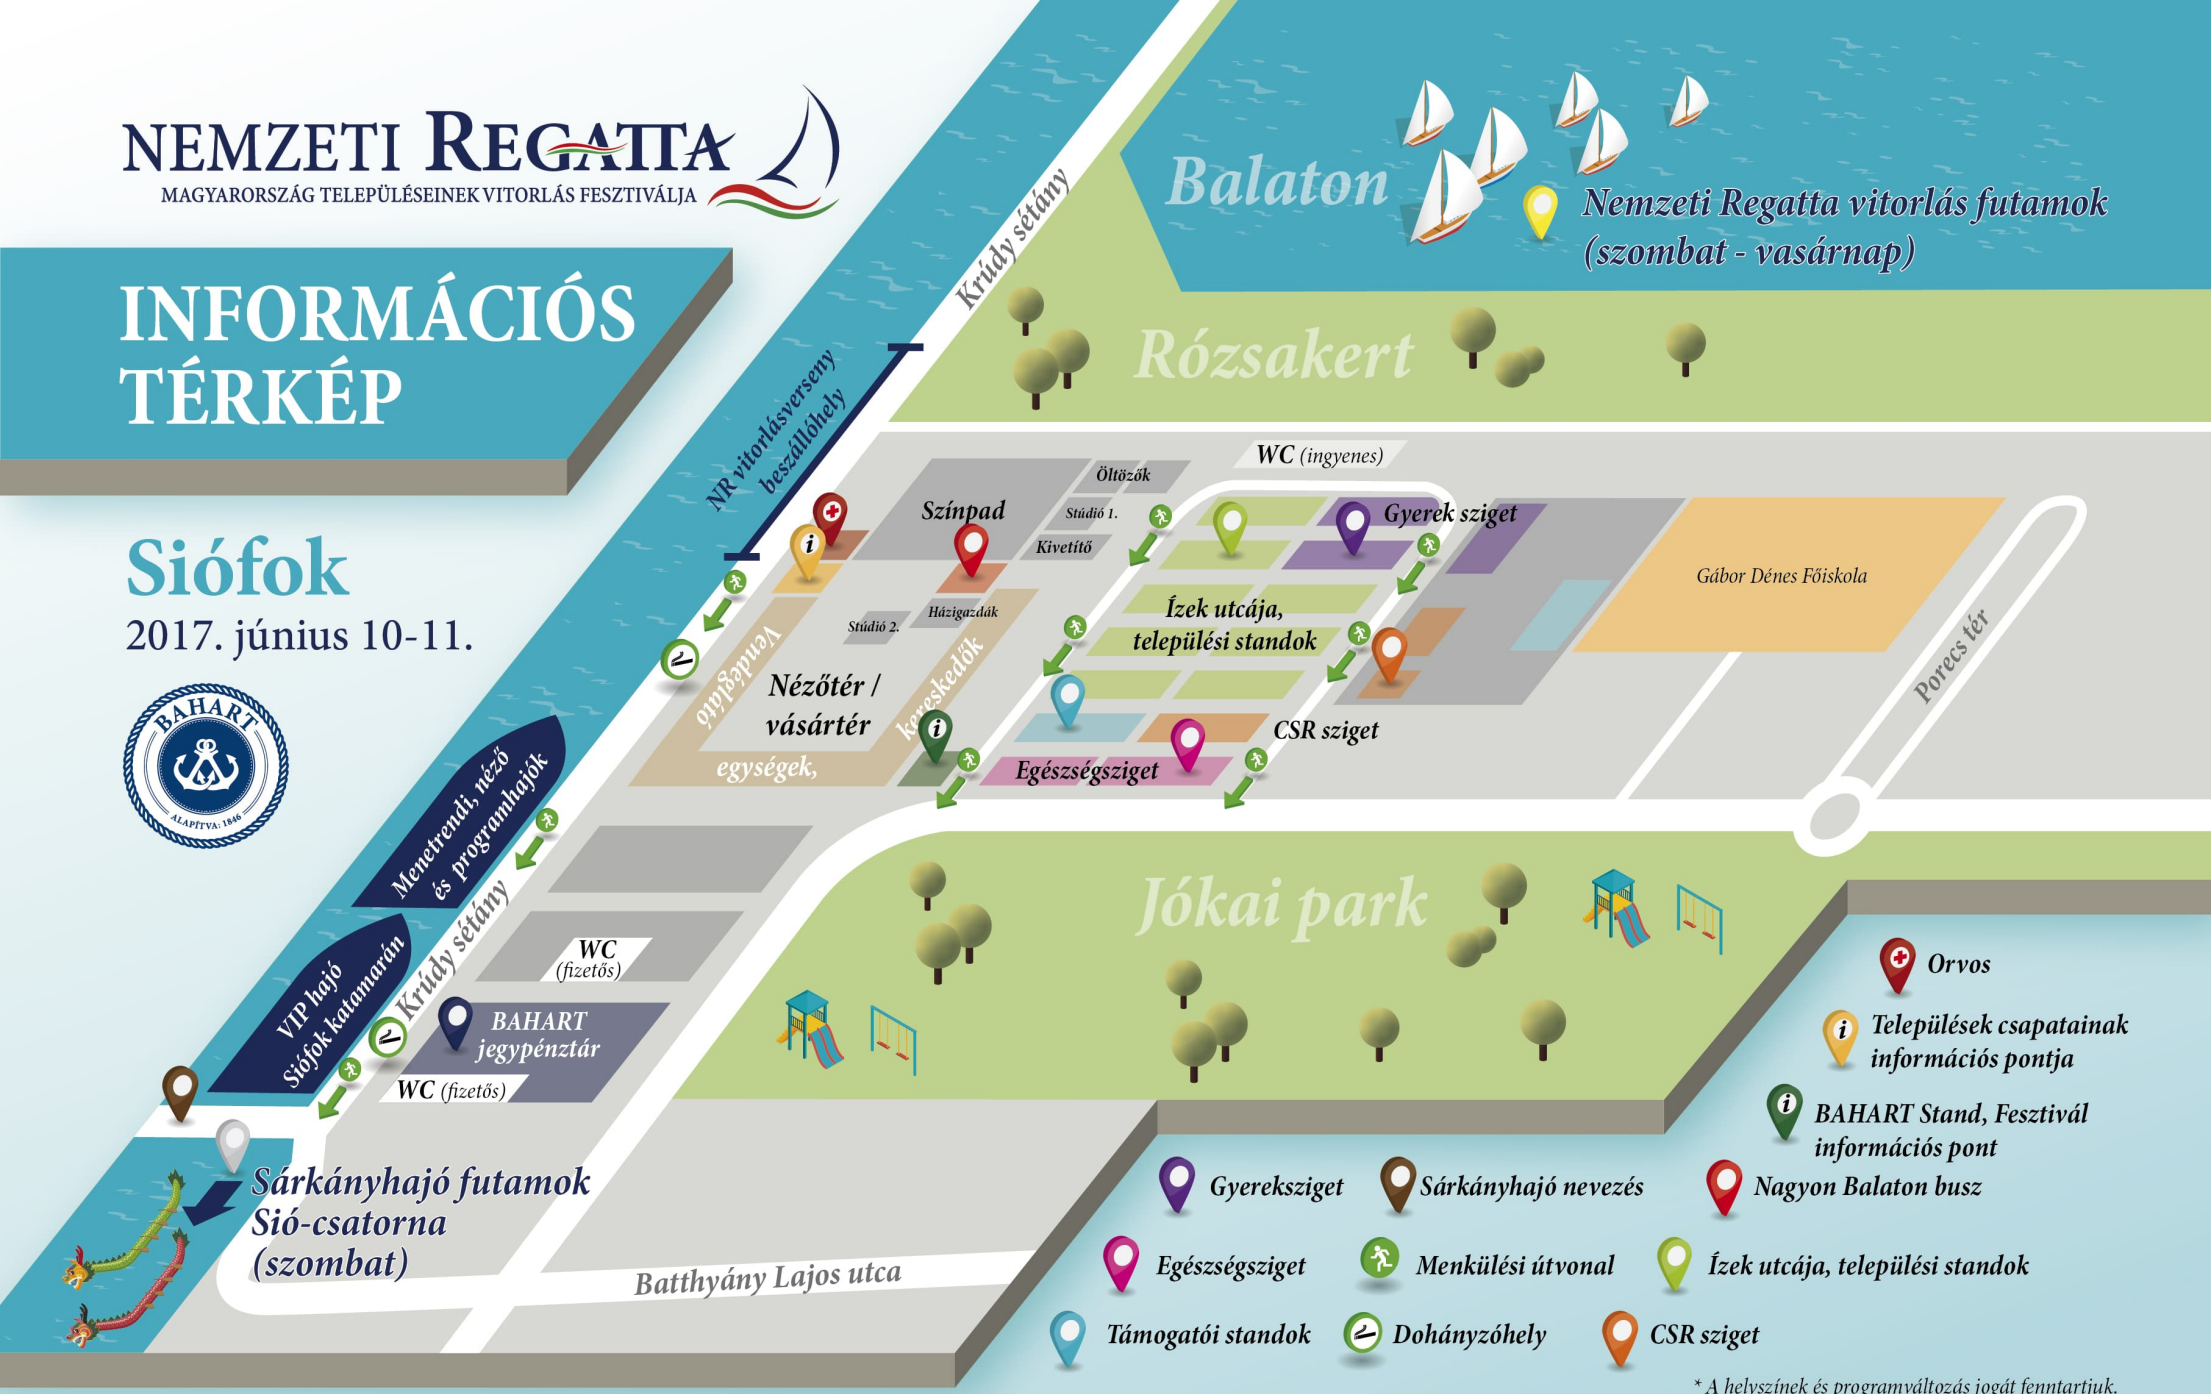 NEMZETI REGATTA
MAGYARORSZÁG TELEPÜLÉSEINEK VITORLÁS FESZTIVÁLJA
INFORMÁCIÓS
TÉRKÉP
Siófok
2017. június 10-11.
BAHART
ALAPÍTVA: 1846
Krúdy sétány
Balaton
Nemzeti Regatta vitorlás futamok
(szombat - vasárnap)
Rózsakert
NR vitorlásverseny
beszállóhely
WC (ingyenes)
Öltözők
Színpad
Stúdió 1.
Kivetítő
Gyerek sziget
Gábor Dénes Főiskola
Házigazdák
Stúdió 2.
Ízek utcája,
települési standok
Porecs tér
Vendéglátó
egységek,
kereskedők
Nézőtér /
vásártér
CSR sziget
Egészségsziget
Menetrendi, néző
és programhajók
Krúdy sétány
VIP hajó
Siófok katamarán
WC
(fizetős)
BAHART
jegypénztár
WC (fizetős)
Jókai park
Sárkányhajó futamok
Sió-csatorna
(szombat)
Batthyány Lajos utca
Orvos
Települések csapatainak
információs pontja
BAHART Stand, Fesztivál
információs pont
Gyereksziget
Sárkányhajó nevezés
Nagyon Balaton busz
Egészségsziget
Menkülési útvonal
Ízek utcája, települési standok
Támogatói standok
Dohányzóhely
CSR sziget
* A helyszínek és programváltozás jogát fenntartjuk.